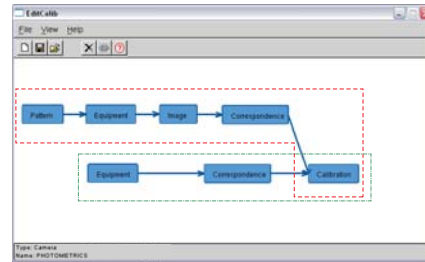 EditCalib
File View Help
Pattern Equipment Image Correspondence
Equipment Correspondence Calibration
Type: Camera
Name: PHOTOMETRICS